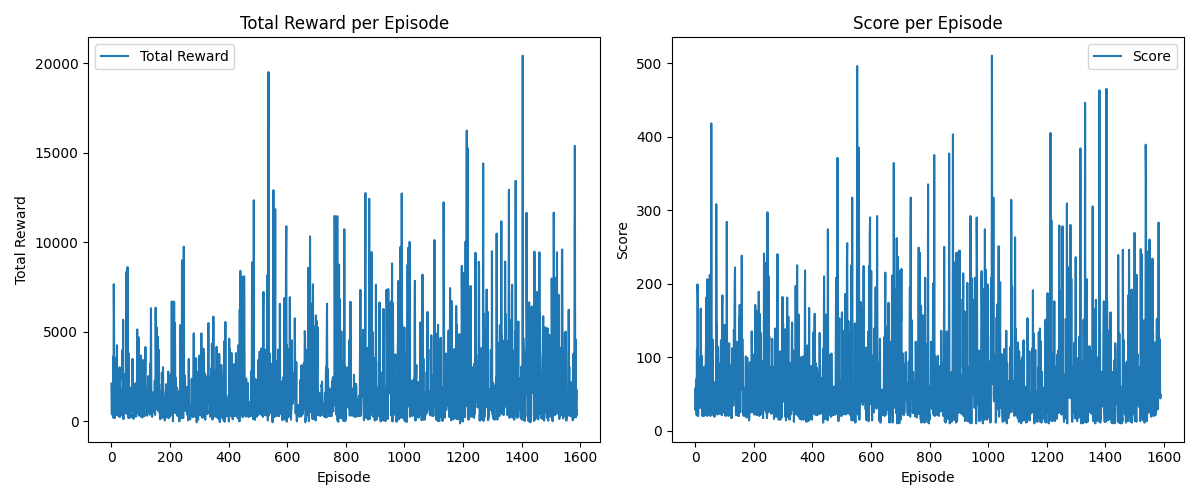 Total Reward per Episode
Total Reward
20000
15000
10000
5000
0
Total Reward
0 200 400 600 800 1000 1200 1400 1600
Episode
Score per Episode
Score
500
400
300
200
100
0
Score
0 200 400 600 800 1000 1200 1400 1600
Episode